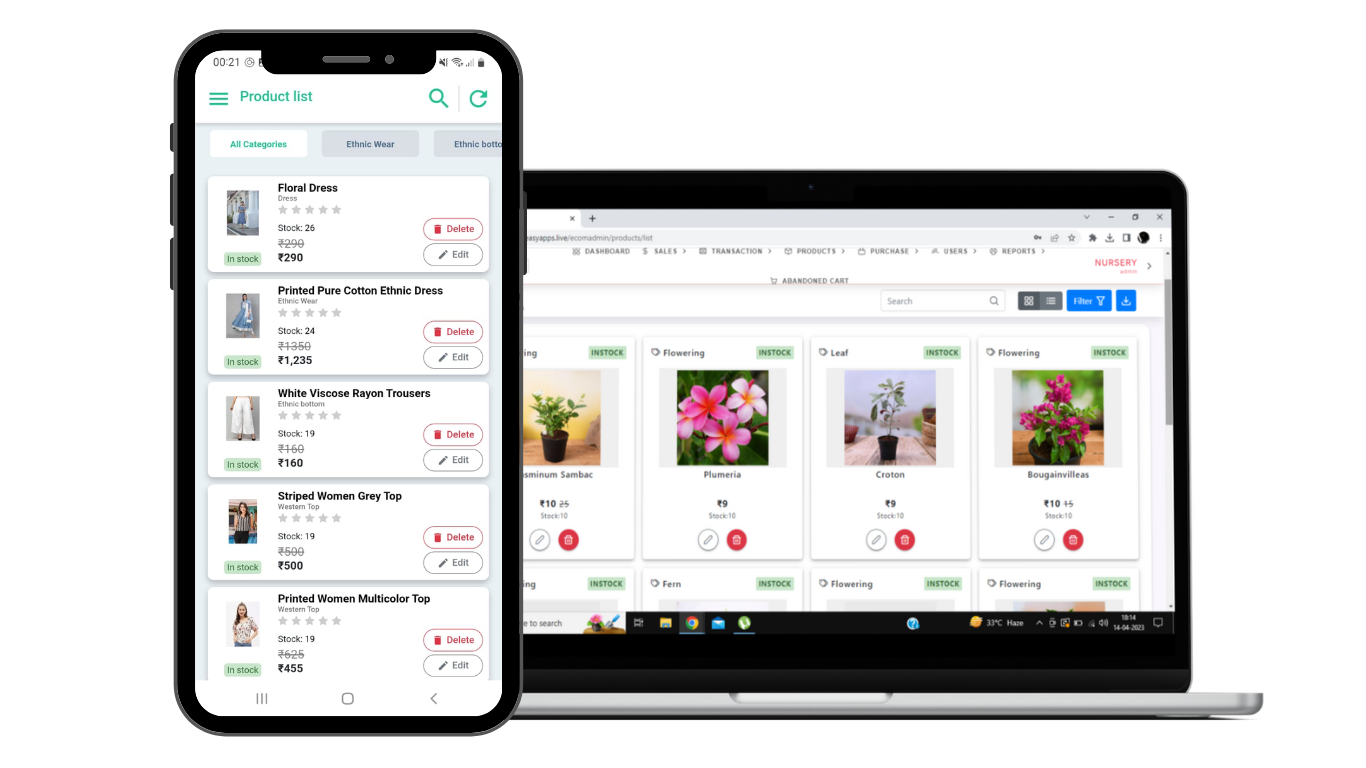 00:21
Product list
All Categories
Ethnic Wear
Ethnic botto
Floral Dress
Dress
Stock: 26
₹290
In stock
₹290
Delete
Edit
Printed Pure Cotton Ethnic Dress
Ethnic Wear
Stock: 24
₹1350
In stock
₹1,235
Delete
Edit
White Viscose Rayon Trousers
Ethnic bottom
Stock: 19
₹160
In stock
₹160
Delete
Edit
Striped Women Grey Top
Western Top
Stock: 19
₹500
In stock
₹500
Delete
Edit
Printed Women Multicolor Top
Western Top
Stock: 19
₹625
In stock
₹455
Delete
Edit
asyapps.live/ecomadmin/products/list
DASHBOARD
$ SALES >
TRANSACTION >
PRODUCTS >
PURCHASE >
USERS >
REPORTS >
NURSERY
admin
ABANDONED CART
Search
Filter
ing
INSTOCK
Flowering
INSTOCK
Leaf
INSTOCK
Flowering
INSTOCK
sminum Sambac
Plumeria
Croton
Bougainvilleas
₹10 25
₹9
₹9
₹10 15
Stock:10
Stock:10
Stock:10
Stock:10
ing
INSTOCK
Fern
INSTOCK
Flowering
INSTOCK
Flowering
INSTOCK
e to search
33°C Haze
18:14
14-04-2023